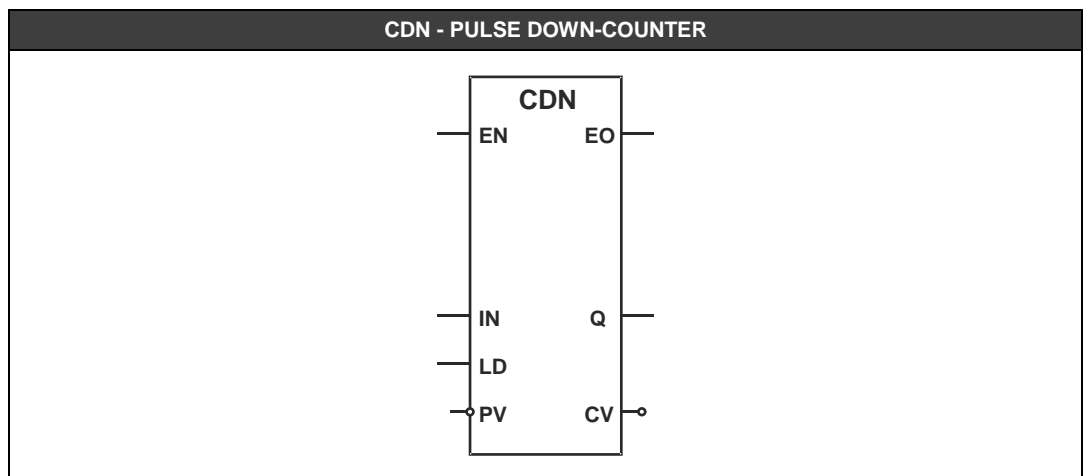 CDN - PULSE DOWN-COUNTER
CDN
EN EO
IN Q
LD
PV CV